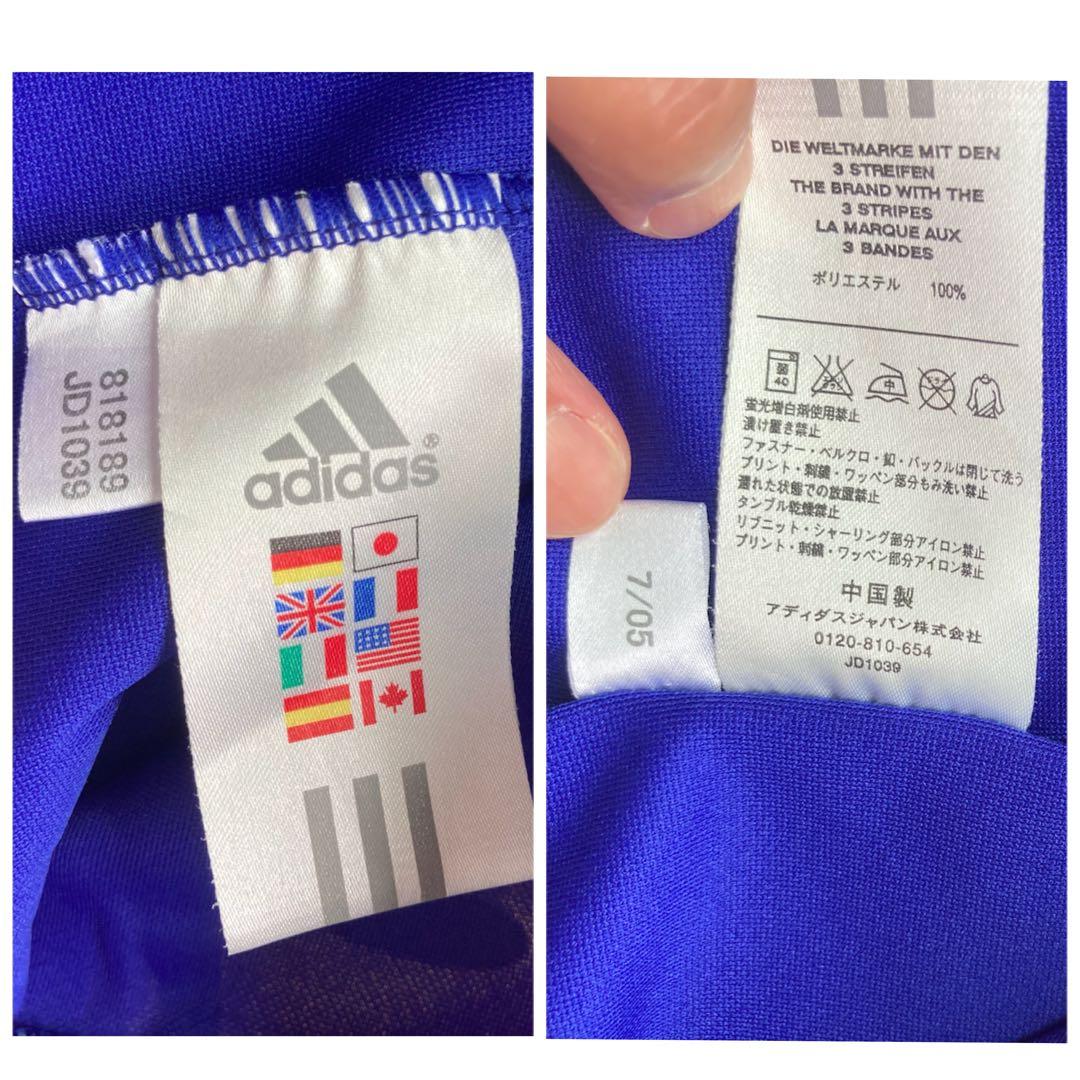 818189
JD1039
adidas®
DIE WELTMARKE MIT DEN
3 STREIFEN
THE BRAND WITH THE
3 STRIPES
LA MARQUE AUX
3 BANDES
ポリエステル 100%
弱
40
中
蛍光増白剤使用禁止
漬け置き禁止
ファスナー・ベルクロ・釦・バックルは閉じて洗う
プリント・刺繍・ワッペン部分もみ洗い禁止
濡れた状態での放置禁止
タンブル乾燥禁止
リブニット・シャーリング部分アイロン禁止
プリント・刺繍・ワッペン部分アイロン禁止
中国製
アディダスジャパン株式会社
0120-810-654
JD1039
7/05